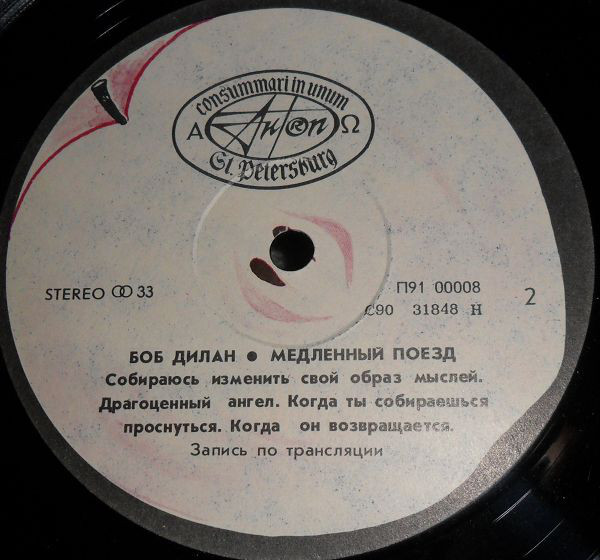 consummari in unum
Α Антоп Ω
St. Petersburg
STEREO 33
П91 00008
С90 31848 Н
2
БОБ ДИЛАН ● МЕДЛЕННЫЙ ПОЕЗД
Собираюсь изменить свой образ мыслей.
Драгоценный ангел. Когда ты собираешься
проснуться. Когда он возвращается.
Запись по трансляции